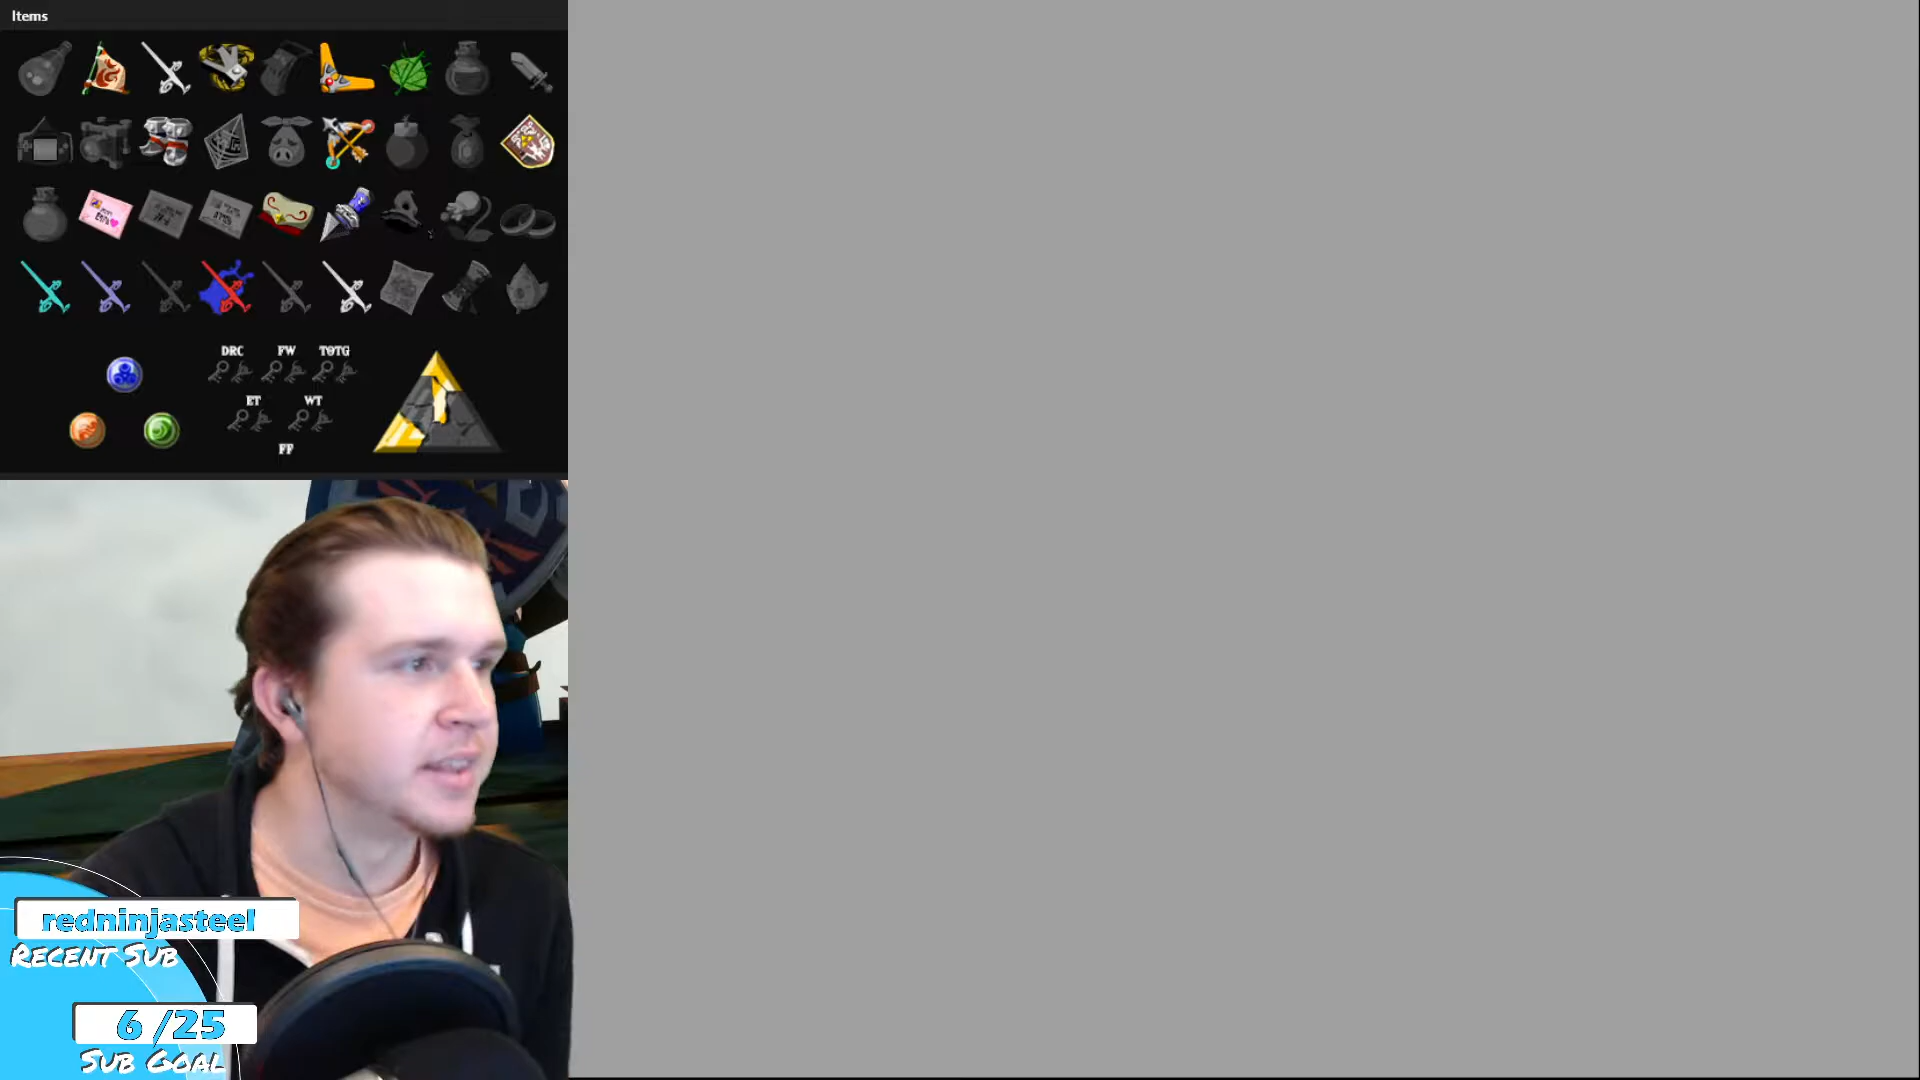 Items
DRC FW TOTG
ET WT
FF
redninjasteel
Recent Sub
6 /25
Sub Goal